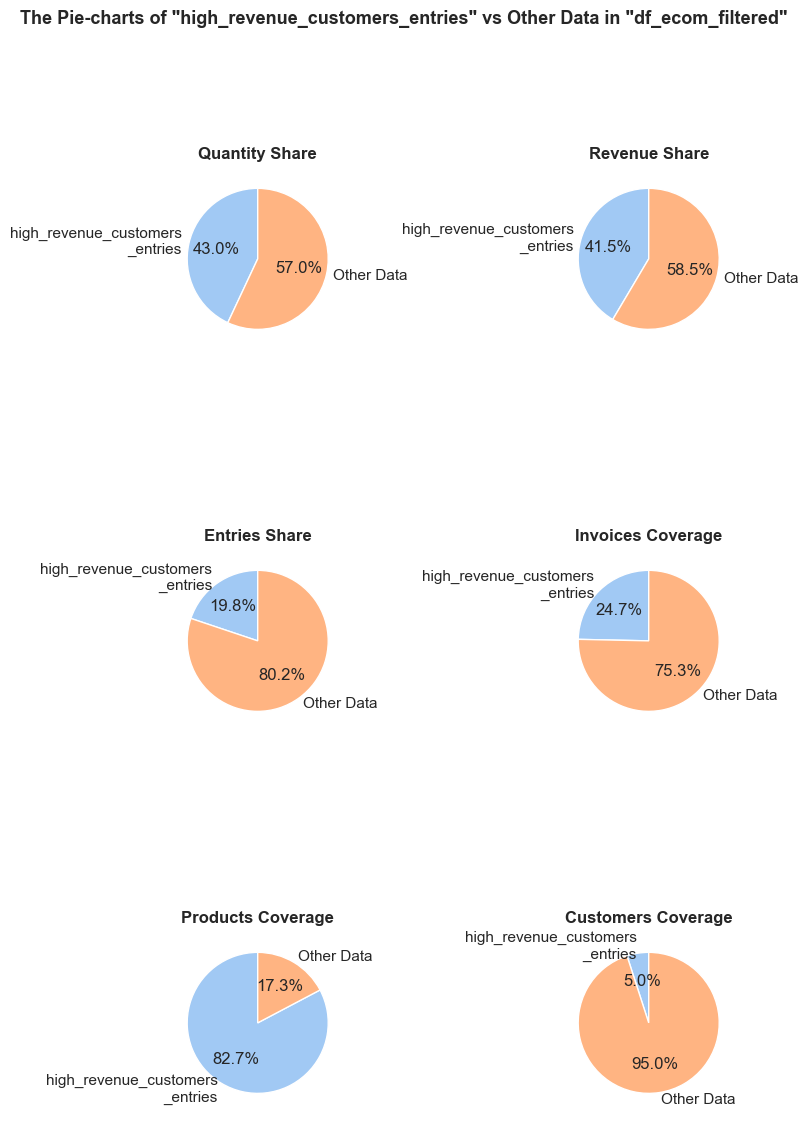 The Pie-charts of "high_revenue_customers_entries" vs Other Data in "df_ecom_filtered"
Quantity Share
high_revenue_customers
_entries
43.0%
57.0%
Other Data
Revenue Share
high_revenue_customers
_entries
41.5%
58.5%
Other Data
Entries Share
high_revenue_customers
_entries
19.8%
80.2%
Other Data
Invoices Coverage
high_revenue_customers
_entries
24.7%
75.3%
Other Data
Products Coverage
Other Data
17.3%
82.7%
high_revenue_customers
_entries
Customers Coverage
high_revenue_customers
_entries
5.0%
95.0%
Other Data